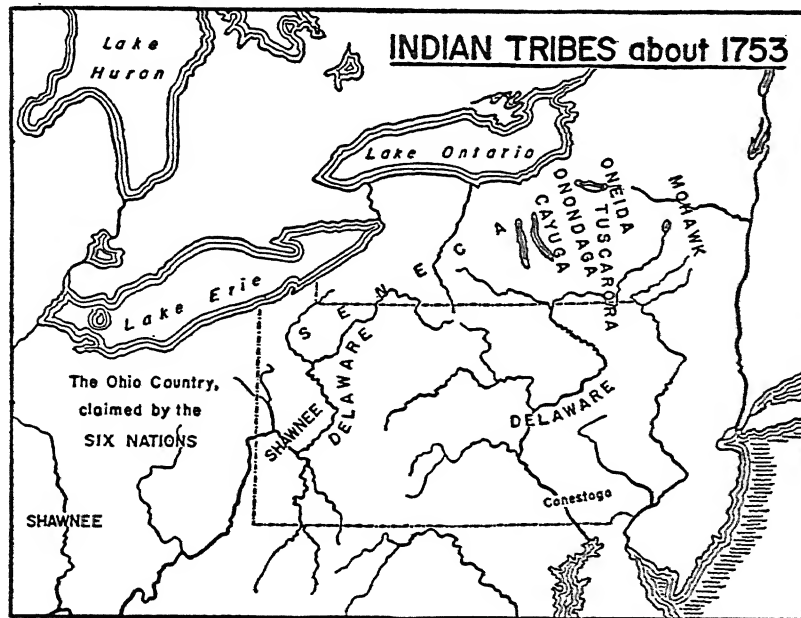 INDIAN TRIBES about 1753
Lake
Huron
Lake Ontario
ONEIDA
TUSCARORA
ONONDAGA
CAYUGA
MOHAWK
SENECA
Lake Erie
The Ohio Country,
claimed by the
SIX NATIONS
SHAWNEE
DELAWARE
DELAWARE
Conestoga
SHAWNEE